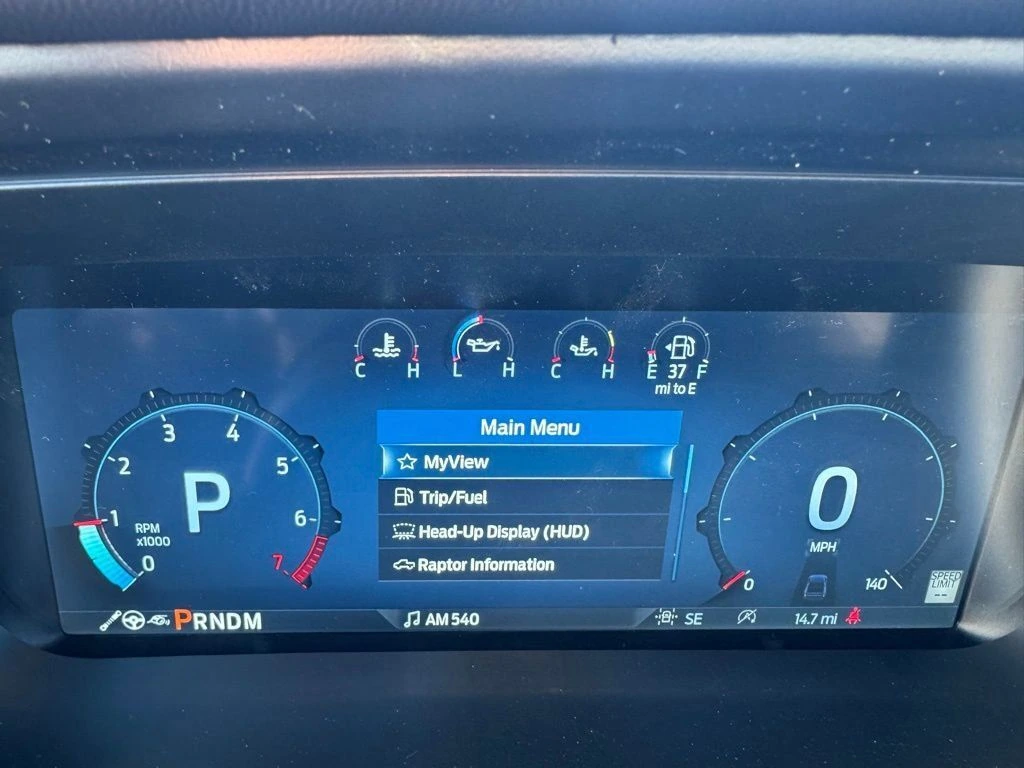 C H
L H
C H
E 37 F
mi to E
Main Menu
MyView
Trip/Fuel
Head-Up Display (HUD)
Raptor Information
0
1
2
3
4
5
6
7
RPM
x1000
P
0
MPH
0
140
SPEED
LIMIT
--
PRNDM
AM 540
SE
14.7 mi